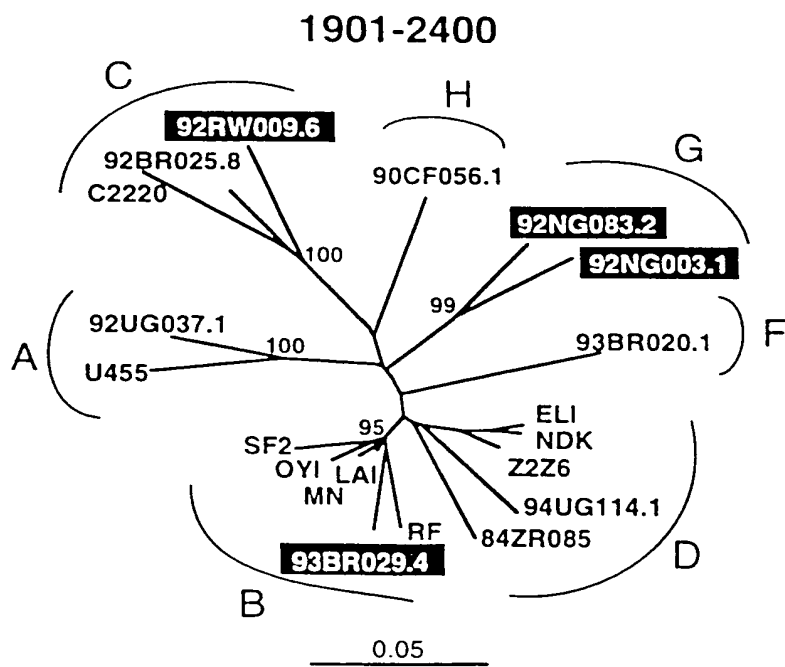 1901-2400
C
H
92RW009.6
92BR025.8
C2220
90CF056.1
G
92NG083.2
92NG003.1
100
99
92UG037.1
93BR020.1
F
A
100
U455
ELI
95
NDK
SF2
OYI
LAI
Z2Z6
MN
94UG114.1
RF
84ZR085
93BR029.4
D
B
0.05